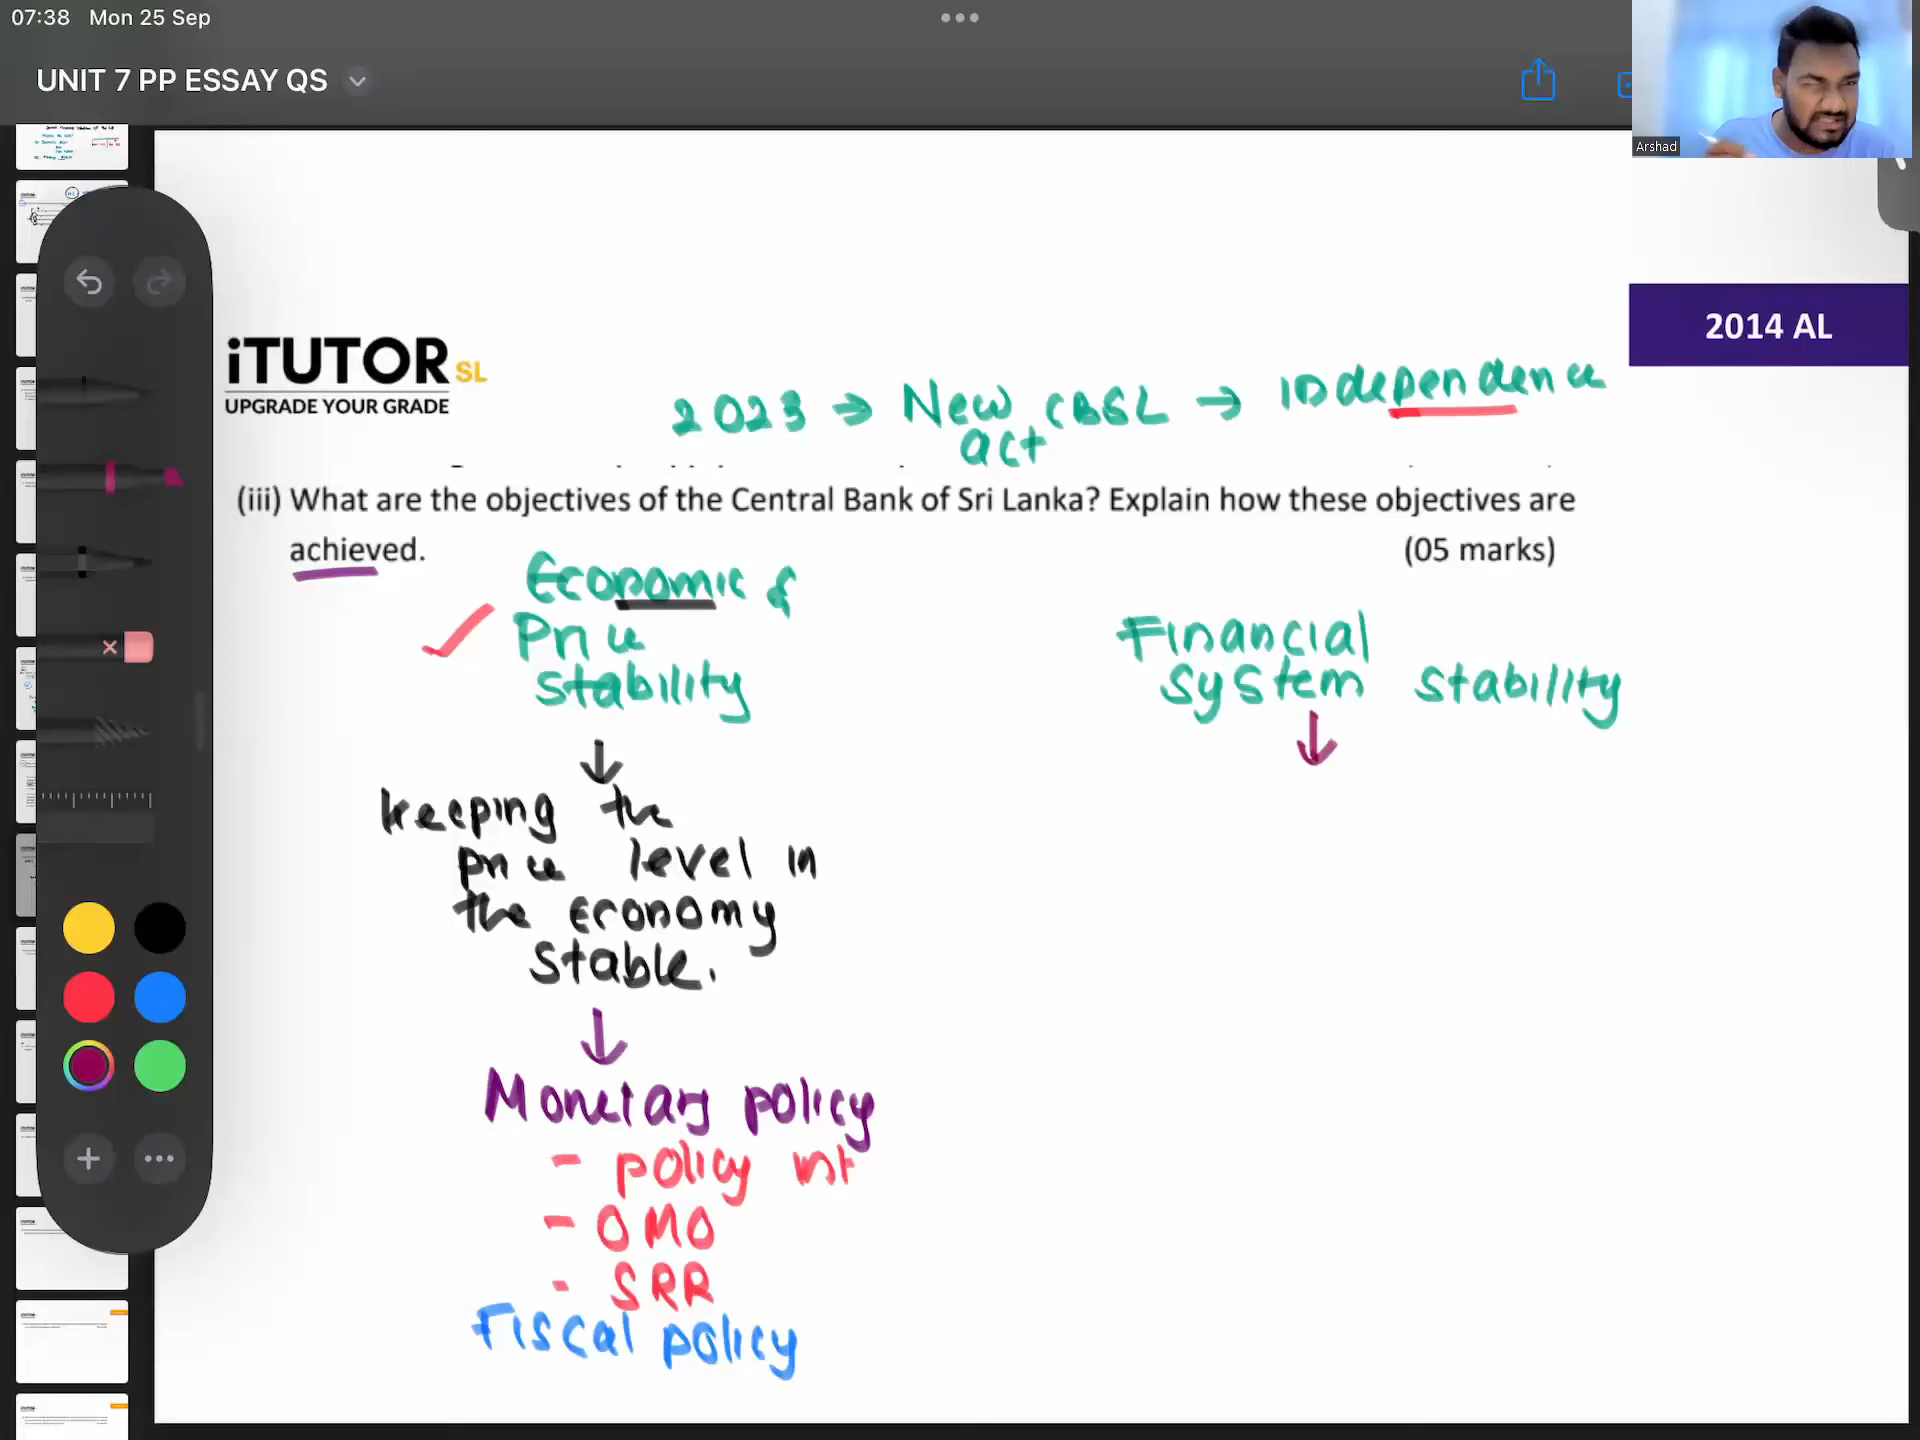 07:38 Mon 25 Sep
UNIT 7 PP ESSAY QS
Arshad
2014 AL
iTUTOR SL
UPGRADE YOUR GRADE
2023 → New CBSL → Independence
act
(iii) What are the objectives of the Central Bank of Sri Lanka? Explain how these objectives are
achieved. (05 marks)
Economic &
Price
stability
Financial
system stability
keeping the
price level in
the economy
stable.
Monetary policy
- policy int
- OMO
- SRR
Fiscal policy